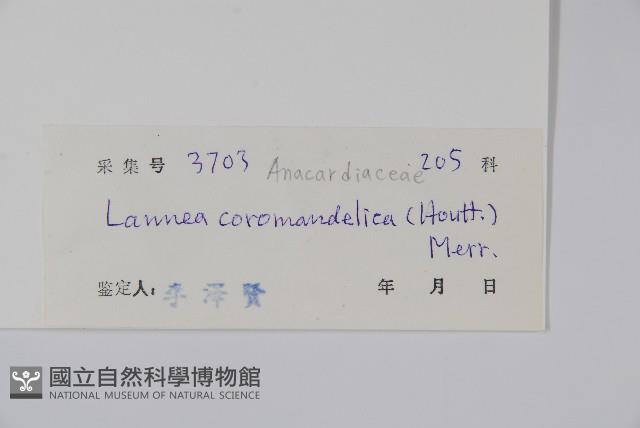 采集号 3703 Anacardiaceae 205 科
Lannea coromandelica (Houtt.)
Merr.
鉴定人: 李泽贤 年 月 日
國立自然科學博物館
NATIONAL MUSEUM OF NATURAL SCIENCE